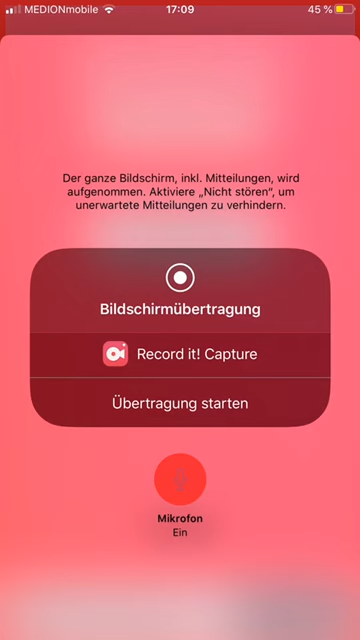 MEDIONmobile 17:09 45 %
Der ganze Bildschirm, inkl. Mitteilungen, wird
aufgenommen. Aktiviere „Nicht stören“, um
unerwartete Mitteilungen zu verhindern.
Bildschirmübertragung
Record it! Capture
Übertragung starten
Mikrofon
Ein